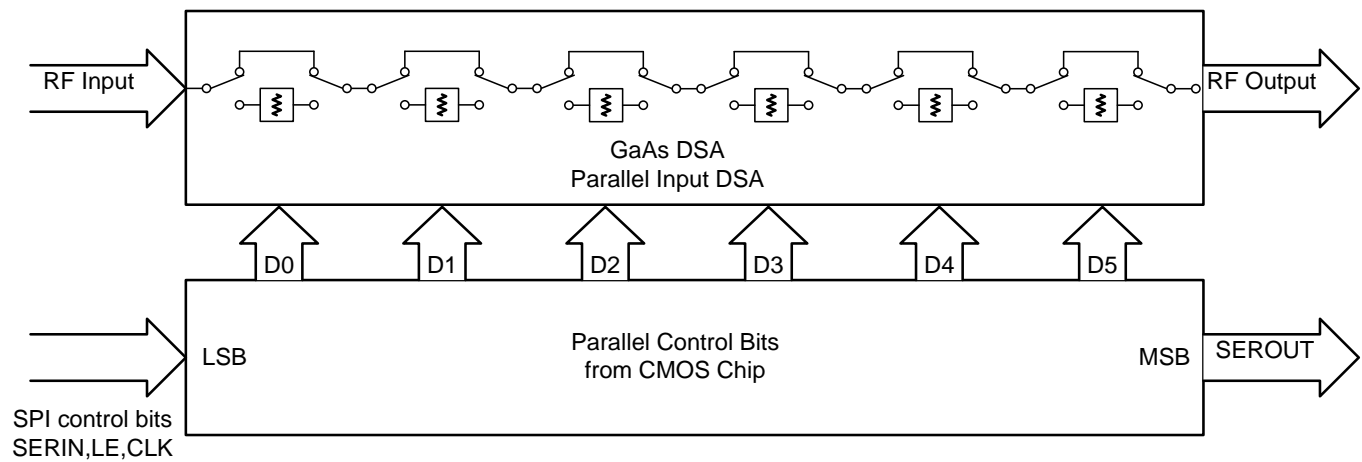 RF Input
RF Output
GaAs DSA
Parallel Input DSA
D0
D1
D2
D3
D4
D5
LSB
Parallel Control Bits
from CMOS Chip
MSB
SEROUT
SPI control bits
SERIN,LE,CLK